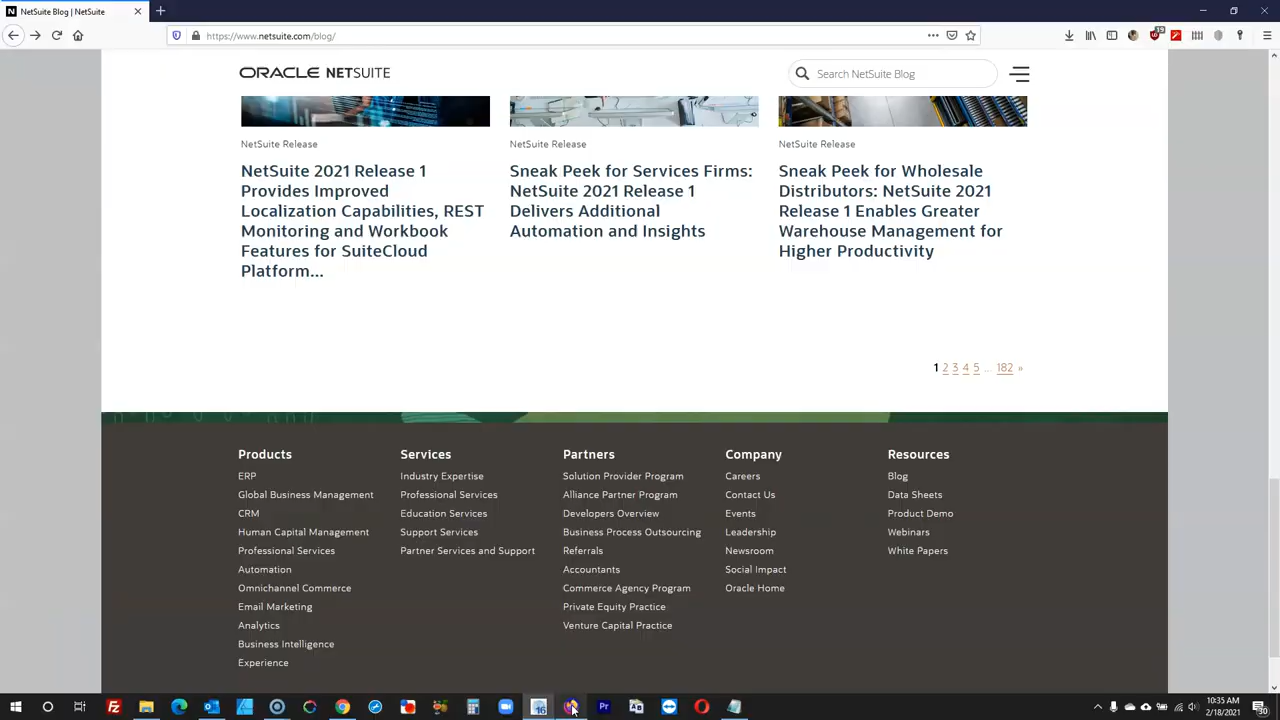 NetSuite Blog | NetSuite
https://www.netsuite.com/blog/
ORACLE NETSUITE
Search NetSuite Blog
NetSuite Release
NetSuite 2021 Release 1
Provides Improved
Localization Capabilities, REST
Monitoring and Workbook
Features for SuiteCloud
Platform...
NetSuite Release
Sneak Peek for Services Firms:
NetSuite 2021 Release 1
Delivers Additional
Automation and Insights
NetSuite Release
Sneak Peek for Wholesale
Distributors: NetSuite 2021
Release 1 Enables Greater
Warehouse Management for
Higher Productivity
1 2 3 4 5 ... 182 »
Products
ERP
Global Business Management
CRM
Human Capital Management
Professional Services
Automation
Omnichannel Commerce
Email Marketing
Analytics
Business Intelligence
Experience
Services
Industry Expertise
Professional Services
Education Services
Support Services
Partner Services and Support
Partners
Solution Provider Program
Alliance Partner Program
Developers Overview
Business Process Outsourcing
Referrals
Accountants
Commerce Agency Program
Private Equity Practice
Venture Capital Practice
Company
Careers
Contact Us
Events
Leadership
Newsroom
Social Impact
Oracle Home
Resources
Blog
Data Sheets
Product Demo
Webinars
White Papers
10:35 AM
2/18/2021